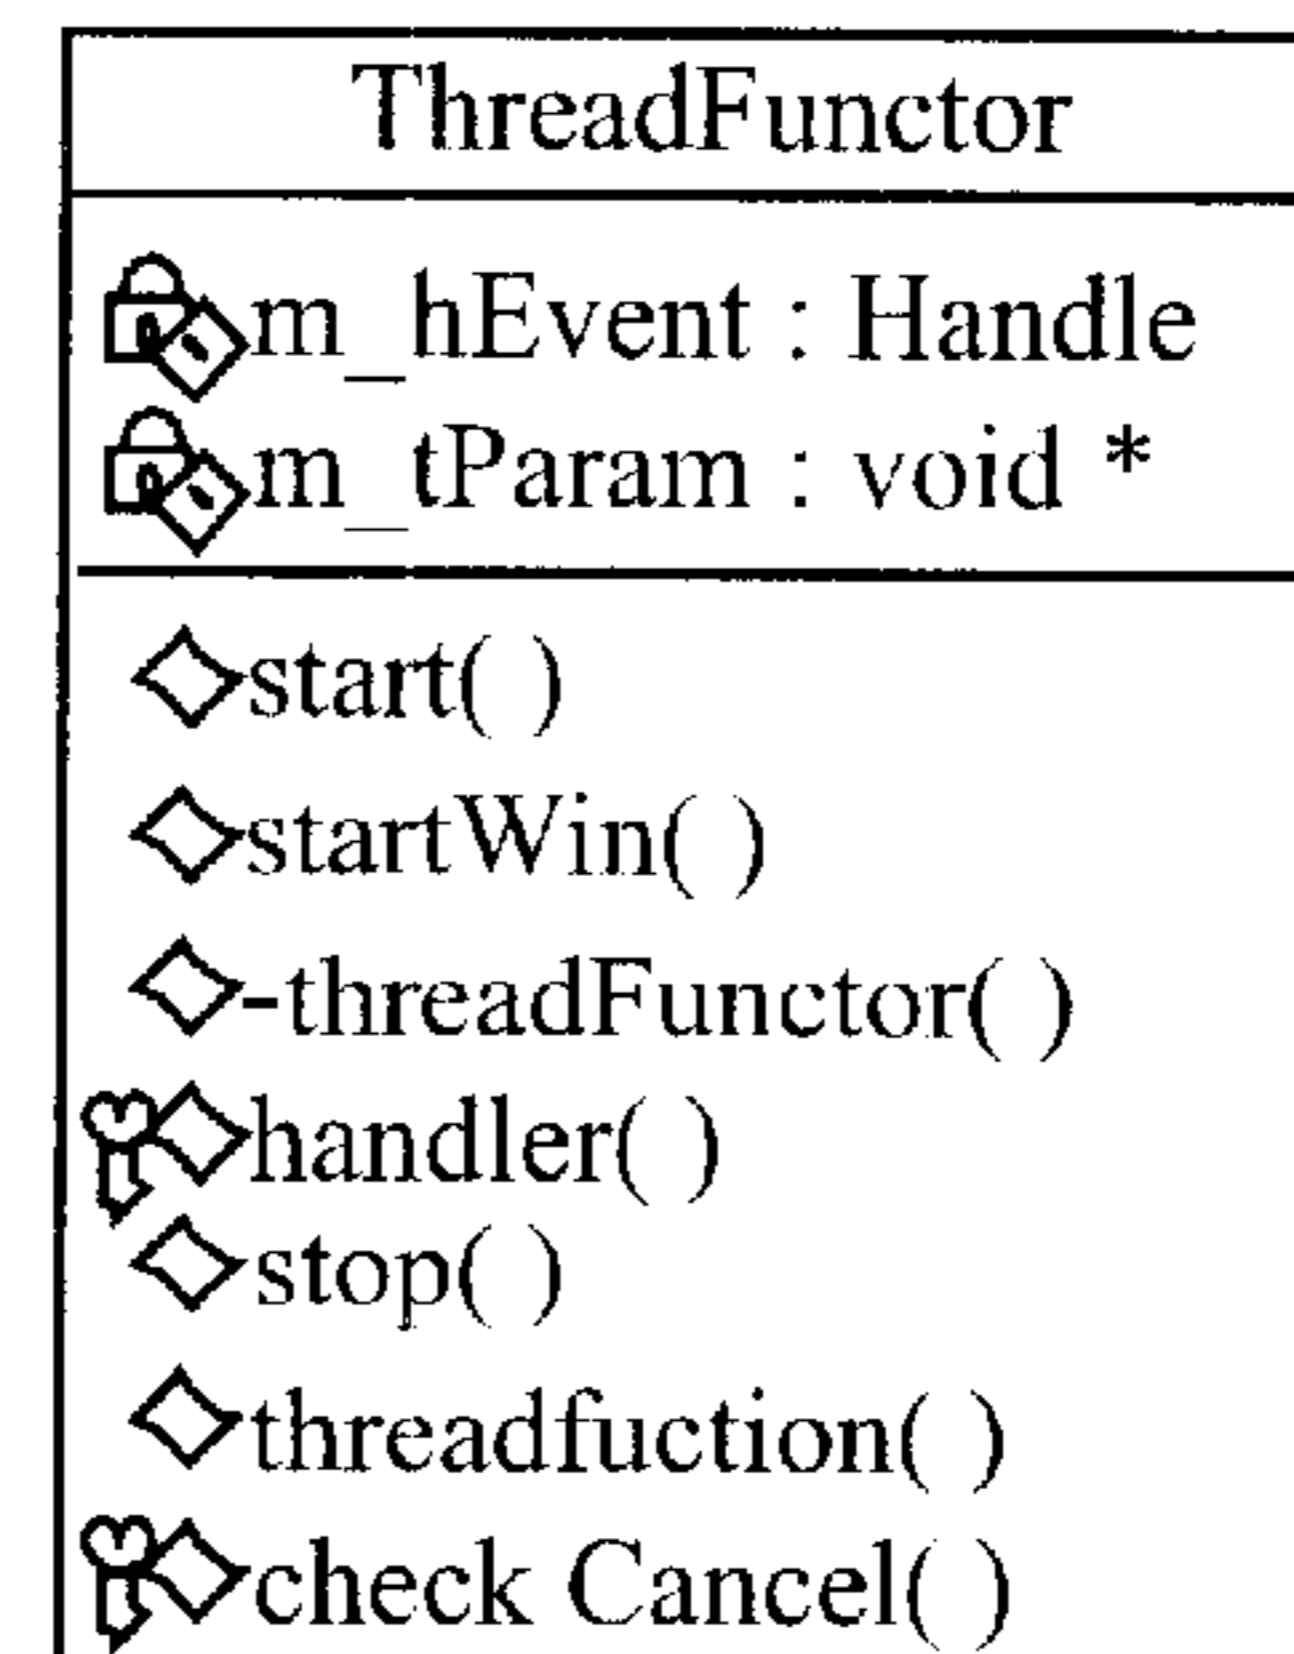 ThreadFunctor
m_hEvent : Handle
m_tParam : void *
start( )
startWin( )
-threadFunctor( )
handler( )
stop( )
threadfuction( )
check Cancel( )